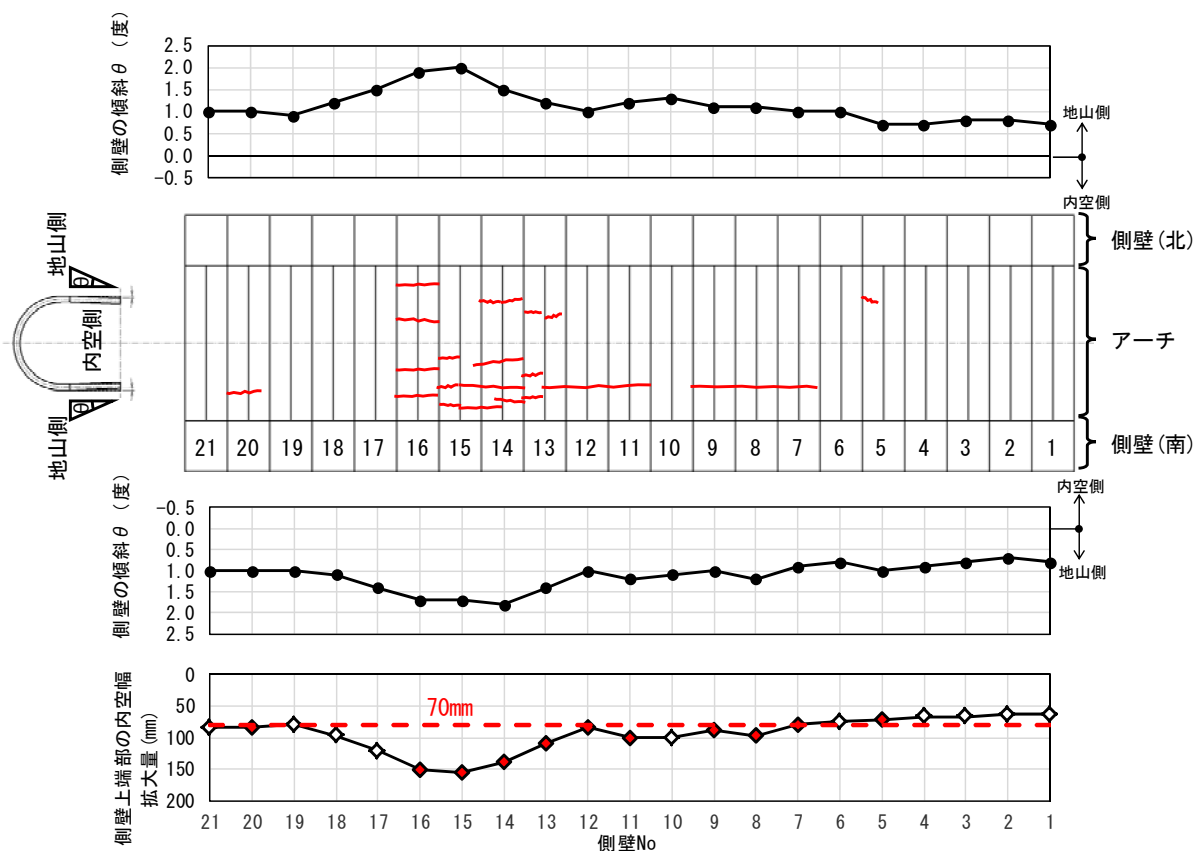 側壁の傾斜θ (度)
2.5
2.0
1.5
1.0
0.5
0.0
-0.5
地山側
内空側
地山側
θ
内空側
θ
地山側
側壁(北)
アーチ
側壁(南)
21 20 19 18 17 16 15 14 13 12 11 10 9 8 7 6 5 4 3 2 1
側壁の傾斜θ (度)
-0.5
0.0
0.5
1.0
1.5
2.0
2.5
内空側
地山側
側壁上端部の内空幅
拡大量(mm)
0
50
100
150
200
70mm
21 20 19 18 17 16 15 14 13 12 11 10 9 8 7 6 5 4 3 2 1
側壁No